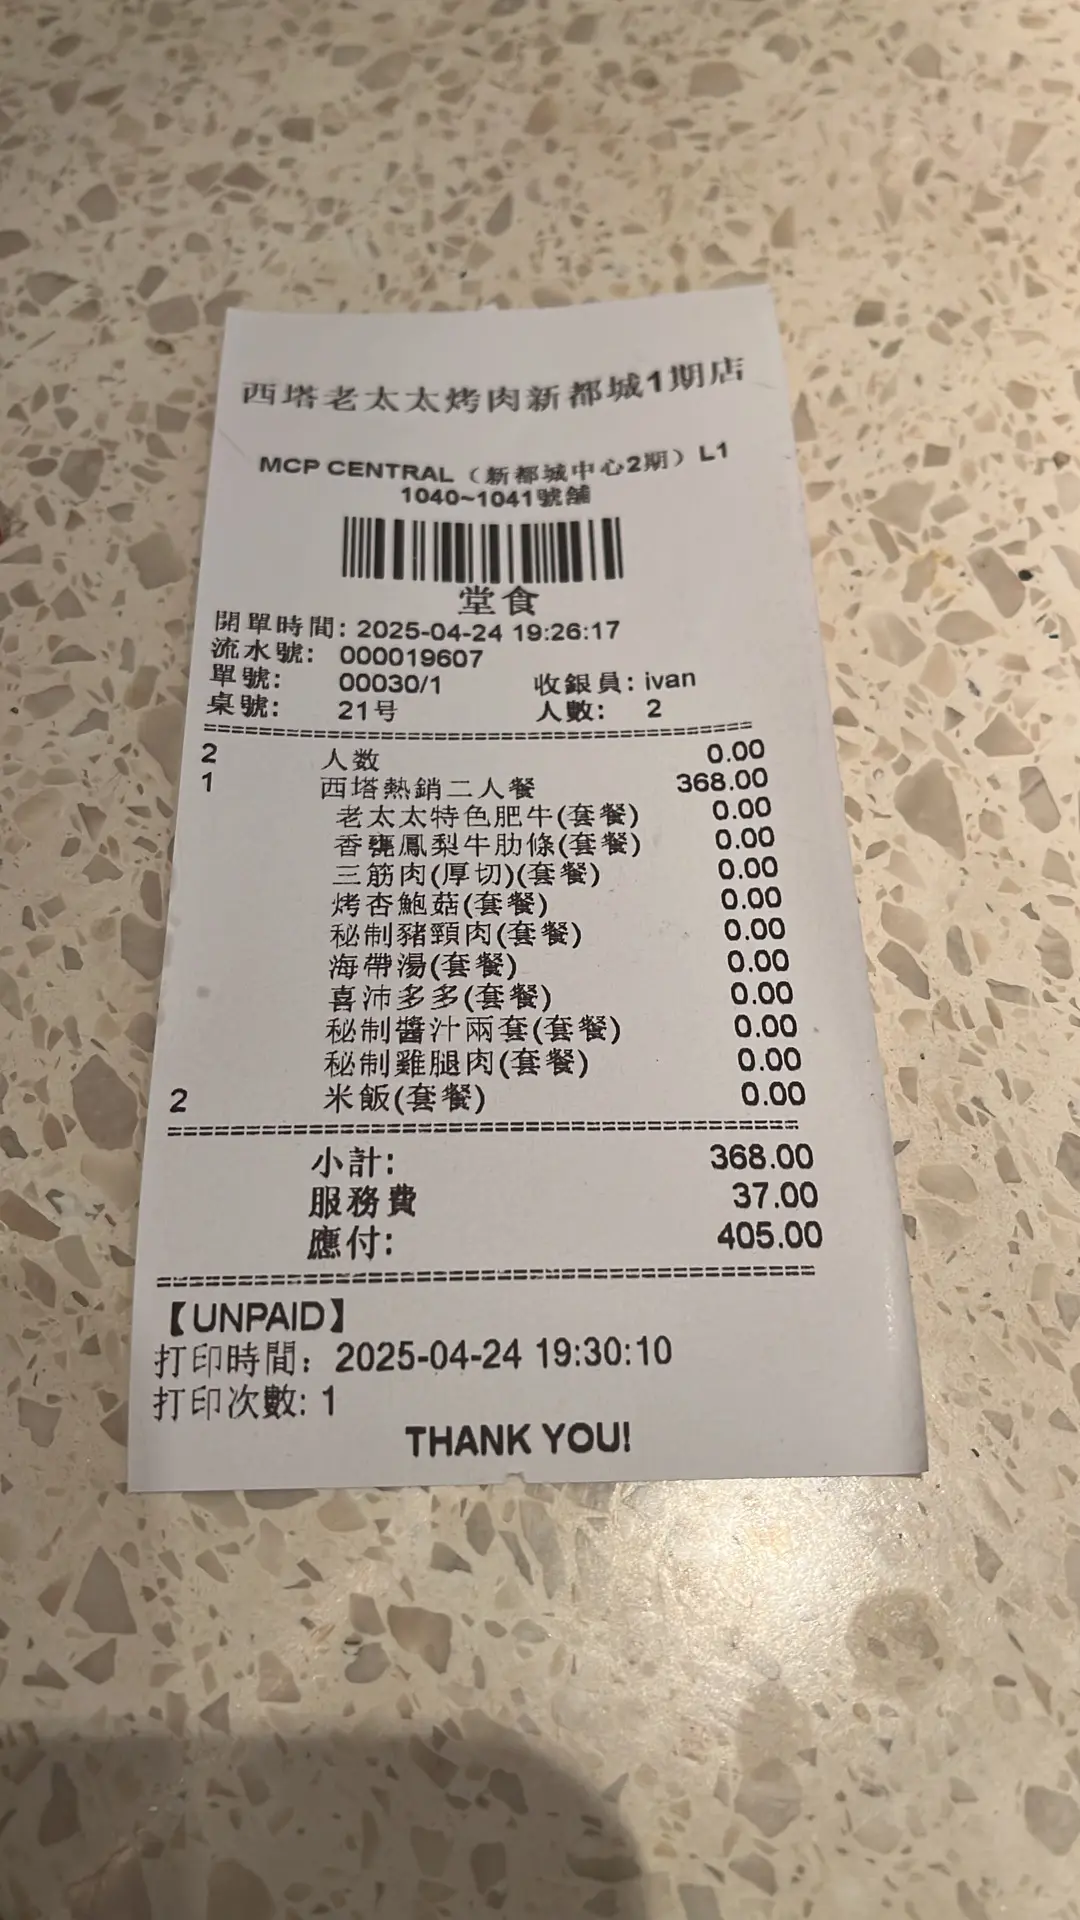 西塔老太太烤肉新都城1期店
MCP CENTRAL（新都城中心2期）L1
1040~1041號舖
堂食
開單時間: 2025-04-24 19:26:17
流水號: 000019607
單號: 00030/1 收銀員: ivan
桌號: 21号 人數: 2
2 人数 0.00
1 西塔熱銷二人餐 368.00
老太太特色肥牛(套餐) 0.00
香甕鳳梨牛肋條(套餐) 0.00
三筋肉(厚切)(套餐) 0.00
烤杏鮑菇(套餐) 0.00
秘制豬頸肉(套餐) 0.00
海帶湯(套餐) 0.00
喜沛多多(套餐) 0.00
秘制醬汁兩套(套餐) 0.00
秘制雞腿肉(套餐) 0.00
2 米飯(套餐) 0.00
小計: 368.00
服務費 37.00
應付: 405.00
【UNPAID】
打印時間：2025-04-24 19:30:10
打印次數: 1
THANK YOU!